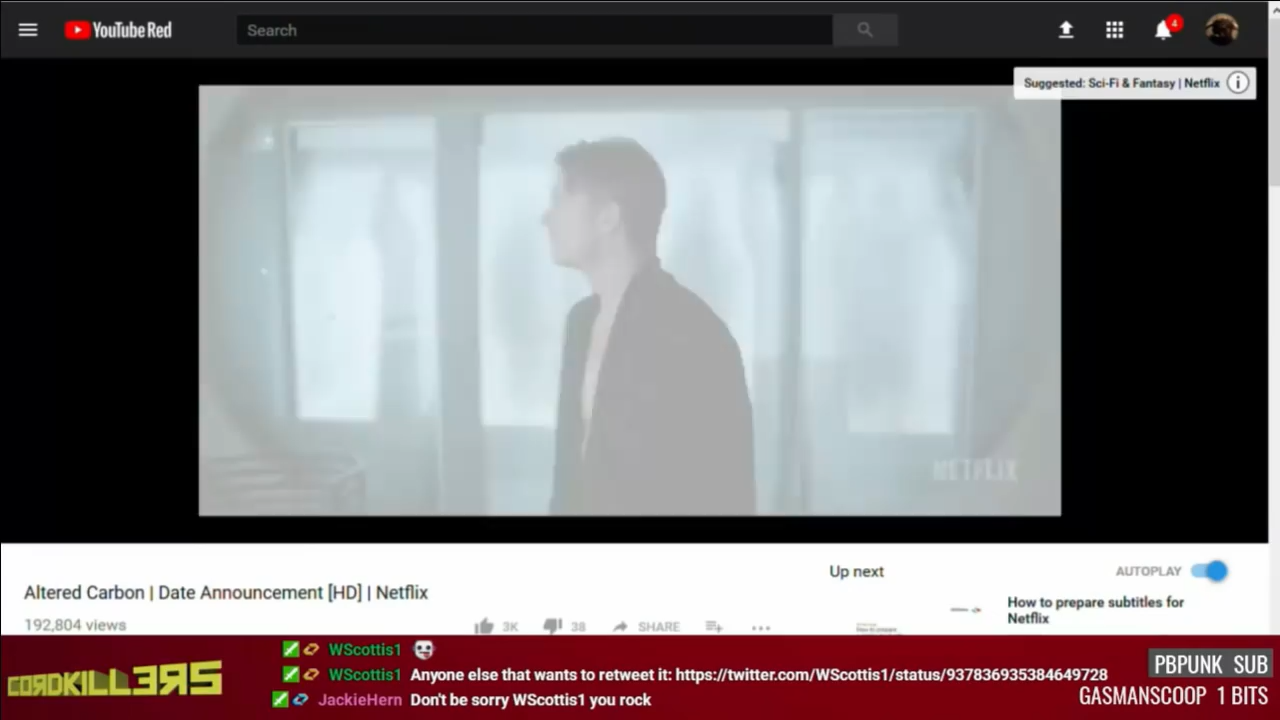 YouTube Red
Search
4
Suggested: Sci-Fi & Fantasy | Netflix
NETFLIX
Altered Carbon | Date Announcement [HD] | Netflix
Up next
AUTOPLAY
How to prepare subtitles for
Netflix
192,804 views
3K
38
SHARE
CORDKILL3RS
WScottis1
WScottis1 Anyone else that wants to retweet it: https://twitter.com/WScottis1/status/937836935384649728
JackieHern Don't be sorry WScottis1 you rock
PBPUNK SUB
GASMANSCOOP 1 BITS